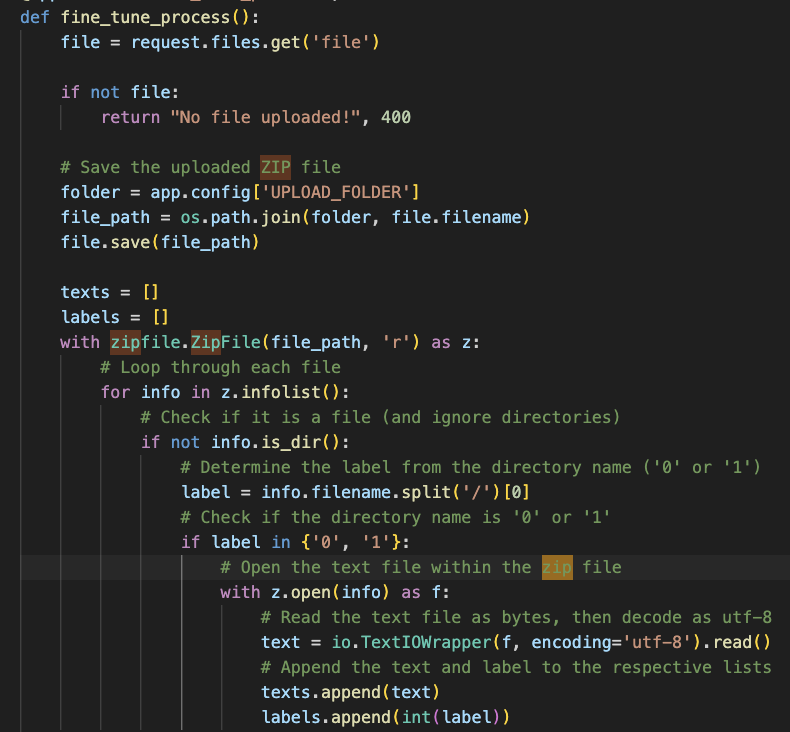 def fine_tune_process():
    file = request.files.get('file')

    if not file:
        return "No file uploaded!", 400

    # Save the uploaded ZIP file
    folder = app.config['UPLOAD_FOLDER']
    file_path = os.path.join(folder, file.filename)
    file.save(file_path)

    texts = []
    labels = []
    with zipfile.ZipFile(file_path, 'r') as z:
        # Loop through each file
        for info in z.infolist():
            # Check if it is a file (and ignore directories)
            if not info.is_dir():
                # Determine the label from the directory name ('0' or '1')
                label = info.filename.split('/')[0]
                # Check if the directory name is '0' or '1'
                if label in {'0', '1'}:
                    # Open the text file within the zip file
                    with z.open(info) as f:
                        # Read the text file as bytes, then decode as utf-8
                        text = io.TextIOWrapper(f, encoding='utf-8').read()
                        # Append the text and label to the respective lists
                        texts.append(text)
                        labels.append(int(label))